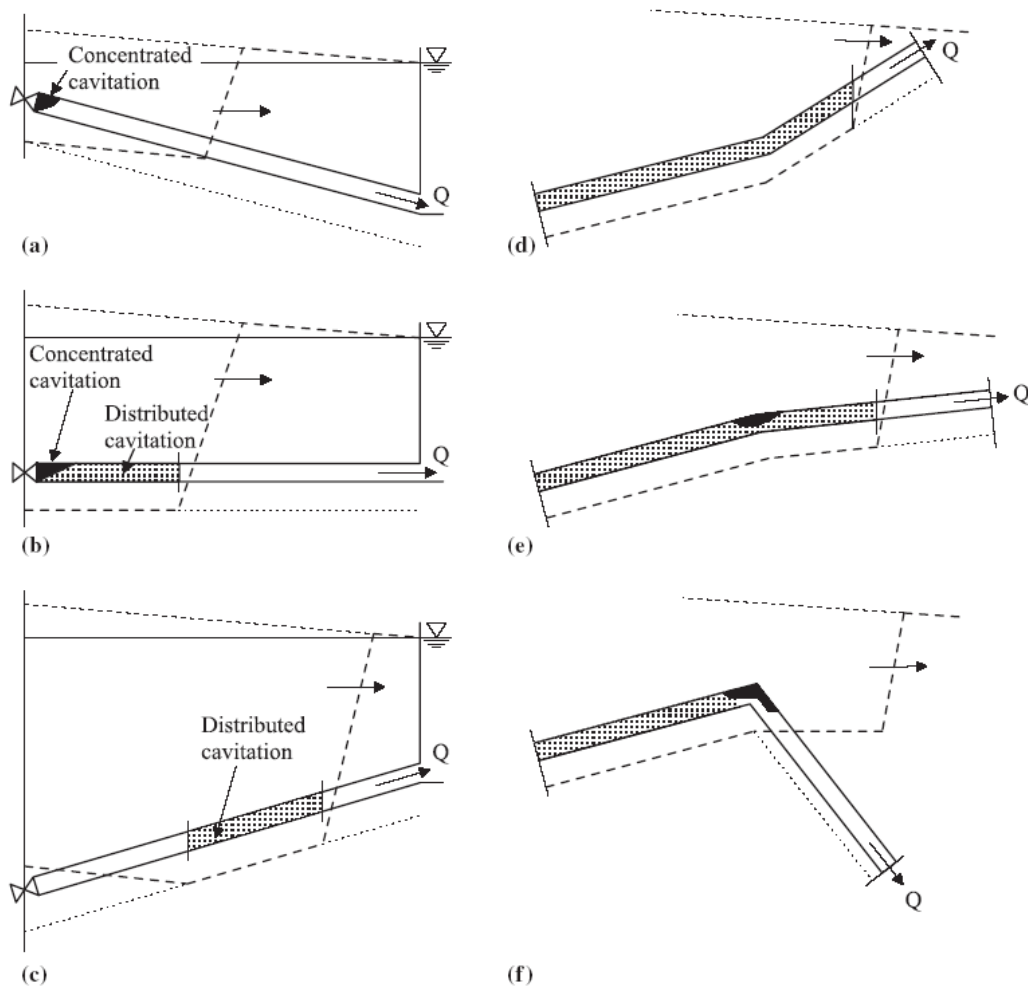 Concentrated
cavitation
Q
(a)
Concentrated
cavitation
Distributed
cavitation
Q
(b)
Distributed
cavitation
Q
(c)
Q
(d)
Q
(e)
Q
(f)